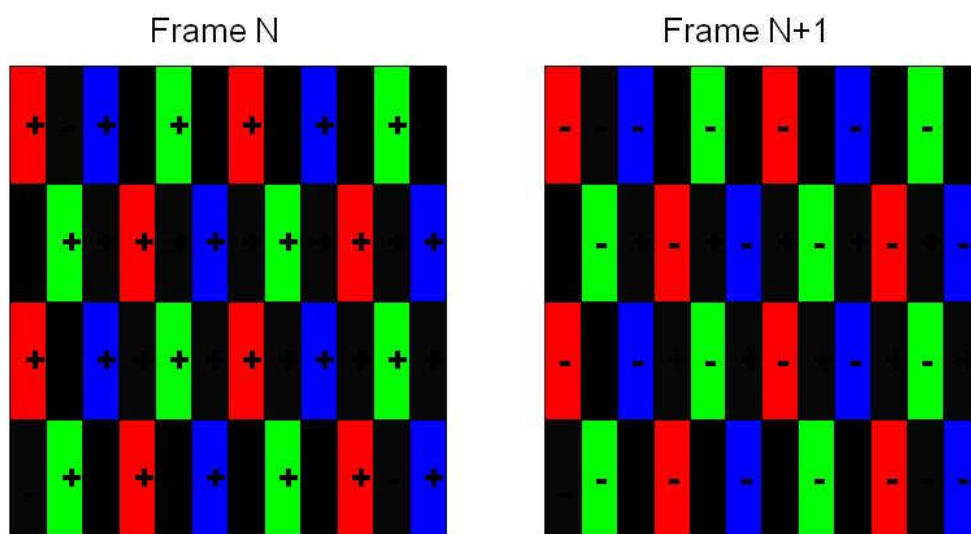 Frame N
Frame N+1
+ + + + + +
- - - - - -
+ + + + + +
- - - - - -
+ + + + + +
- - - - - -
+ + + + + +
- - - - - -